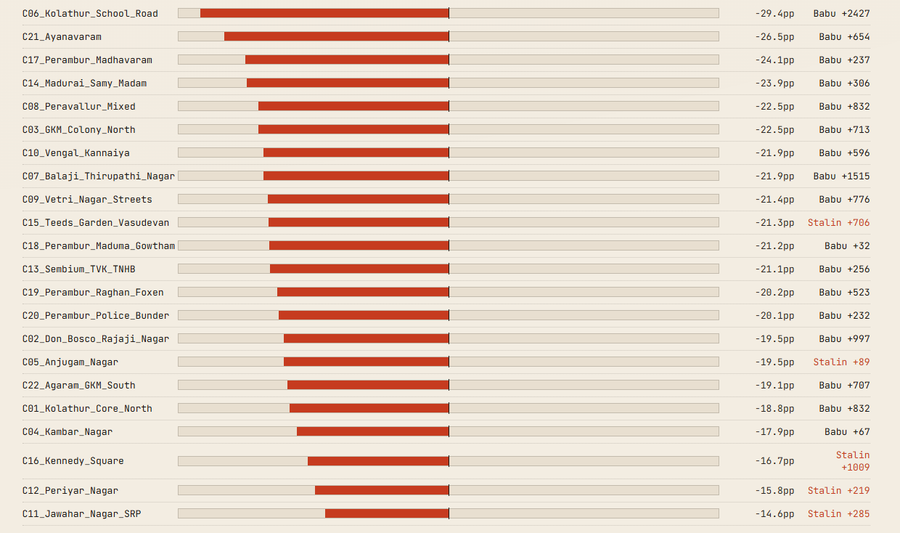 C06_Kolathur_School_Road -29.4pp Babu +2427
C21_Ayanavaram -26.5pp Babu +654
C17_Perambur_Madhavaram -24.1pp Babu +237
C14_Madurai_Samy_Madam -23.9pp Babu +306
C08_Peravallur_Mixed -22.5pp Babu +832
C03_GKM_Colony_North -22.5pp Babu +713
C10_Vengal_Kannaiya -21.9pp Babu +596
C07_Balaji_Thirupathi_Nagar -21.9pp Babu +1515
C09_Vetri_Nagar_Streets -21.4pp Babu +776
C15_Teeds_Garden_Vasudevan -21.3pp Stalin +706
C18_Perambur_Maduma_Gowtham -21.2pp Babu +32
C13_Sembium_TVK_TNHB -21.1pp Babu +256
C19_Perambur_Raghan_Foxen -20.2pp Babu +523
C20_Perambur_Police_Bunder -20.1pp Babu +232
C02_Don_Bosco_Rajaji_Nagar -19.5pp Babu +997
C05_Anjugam_Nagar -19.5pp Stalin +89
C22_Agaram_GKM_South -19.1pp Babu +707
C01_Kolathur_Core_North -18.8pp Babu +832
C04_Kambar_Nagar -17.9pp Babu +67
C16_Kennedy_Square -16.7pp Stalin
+1009
C12_Periyar_Nagar -15.8pp Stalin +219
C11_Jawahar_Nagar_SRP -14.6pp Stalin +285